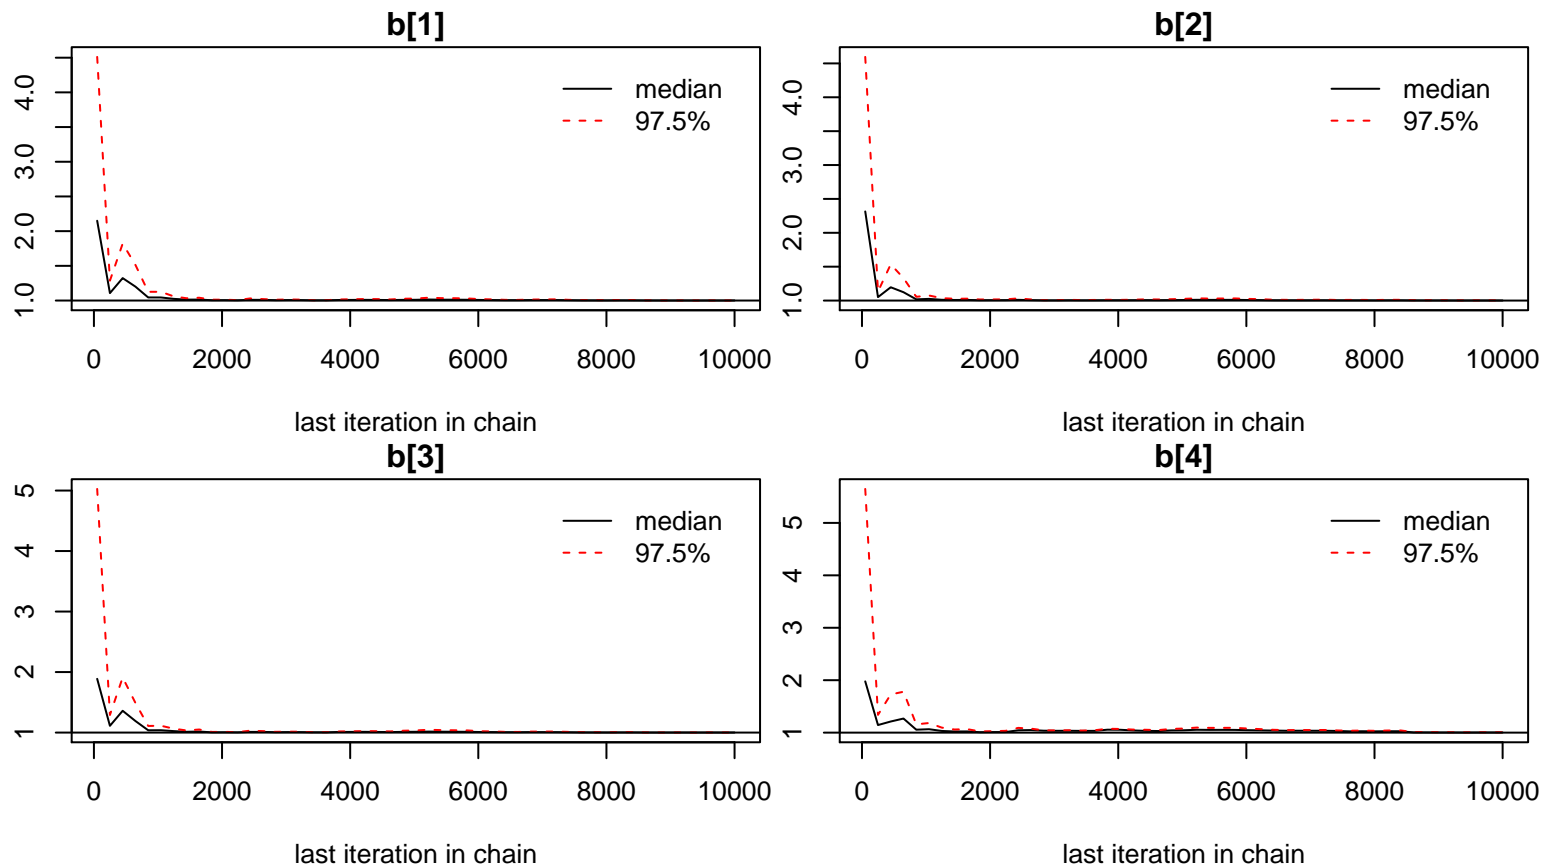 b[1]
4.0
3.0
2.0
1.0
median
97.5%
0 2000 4000 6000 8000 10000
last iteration in chain
b[2]
4.0
3.0
2.0
1.0
median
97.5%
0 2000 4000 6000 8000 10000
last iteration in chain
b[3]
5
4
3
2
1
median
97.5%
0 2000 4000 6000 8000 10000
last iteration in chain
b[4]
5
4
3
2
1
median
97.5%
0 2000 4000 6000 8000 10000
last iteration in chain